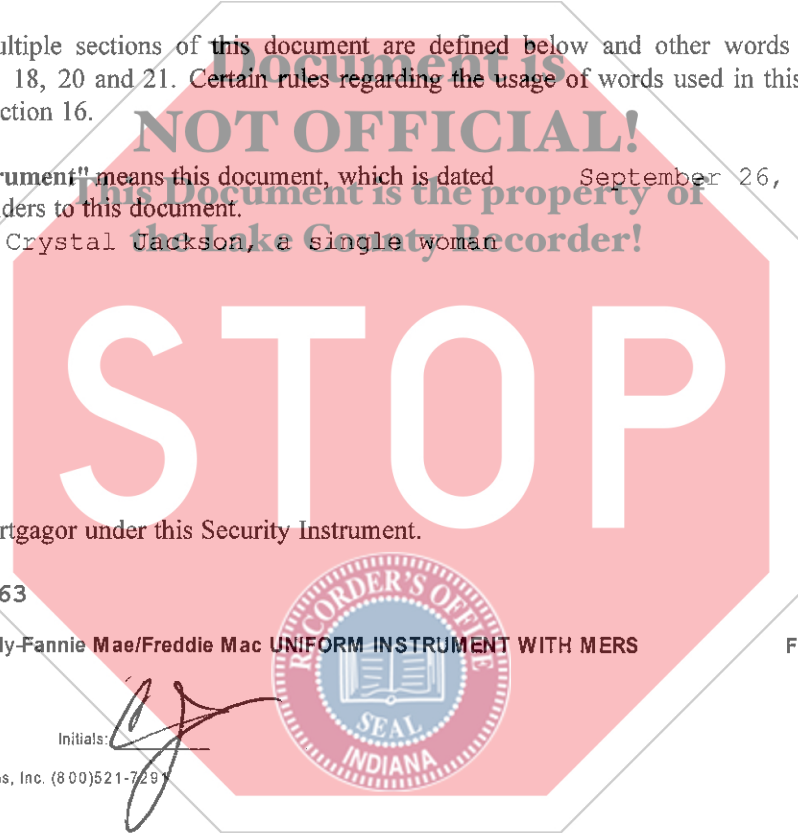 ultiple sections of this document are defined below and other words
Document is
18, 20 and 21. Certain rules regarding the usage of words used in this
ction 16.
NOT OFFICIAL!
rument" means this document, which is dated September 26,
This Document is the property of
ders to this document.
Crystal Jackson, a single woman
the Lake County Recorder!
STOP
rtgagor under this Security Instrument.
63
ly-Fannie Mae/Freddie Mac UNIFORM INSTRUMENT WITH MERS F
RECORDER'S OFFICE
SEAL
INDIANA
Initials: CJ
s, Inc. (800)521-7291